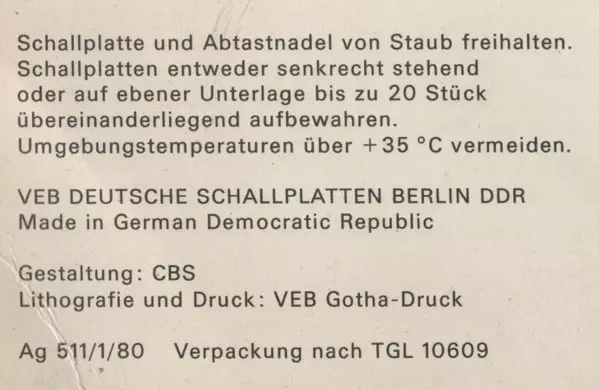 Schallplatte und Abtastnadel von Staub freihalten.
Schallplatten entweder senkrecht stehend
oder auf ebener Unterlage bis zu 20 Stück
übereinanderliegend aufbewahren.
Umgebungstemperaturen über +35 °C vermeiden.
VEB DEUTSCHE SCHALLPLATTEN BERLIN DDR
Made in German Democratic Republic
Gestaltung: CBS
Lithografie und Druck: VEB Gotha-Druck
Ag 511/1/80 Verpackung nach TGL 10609